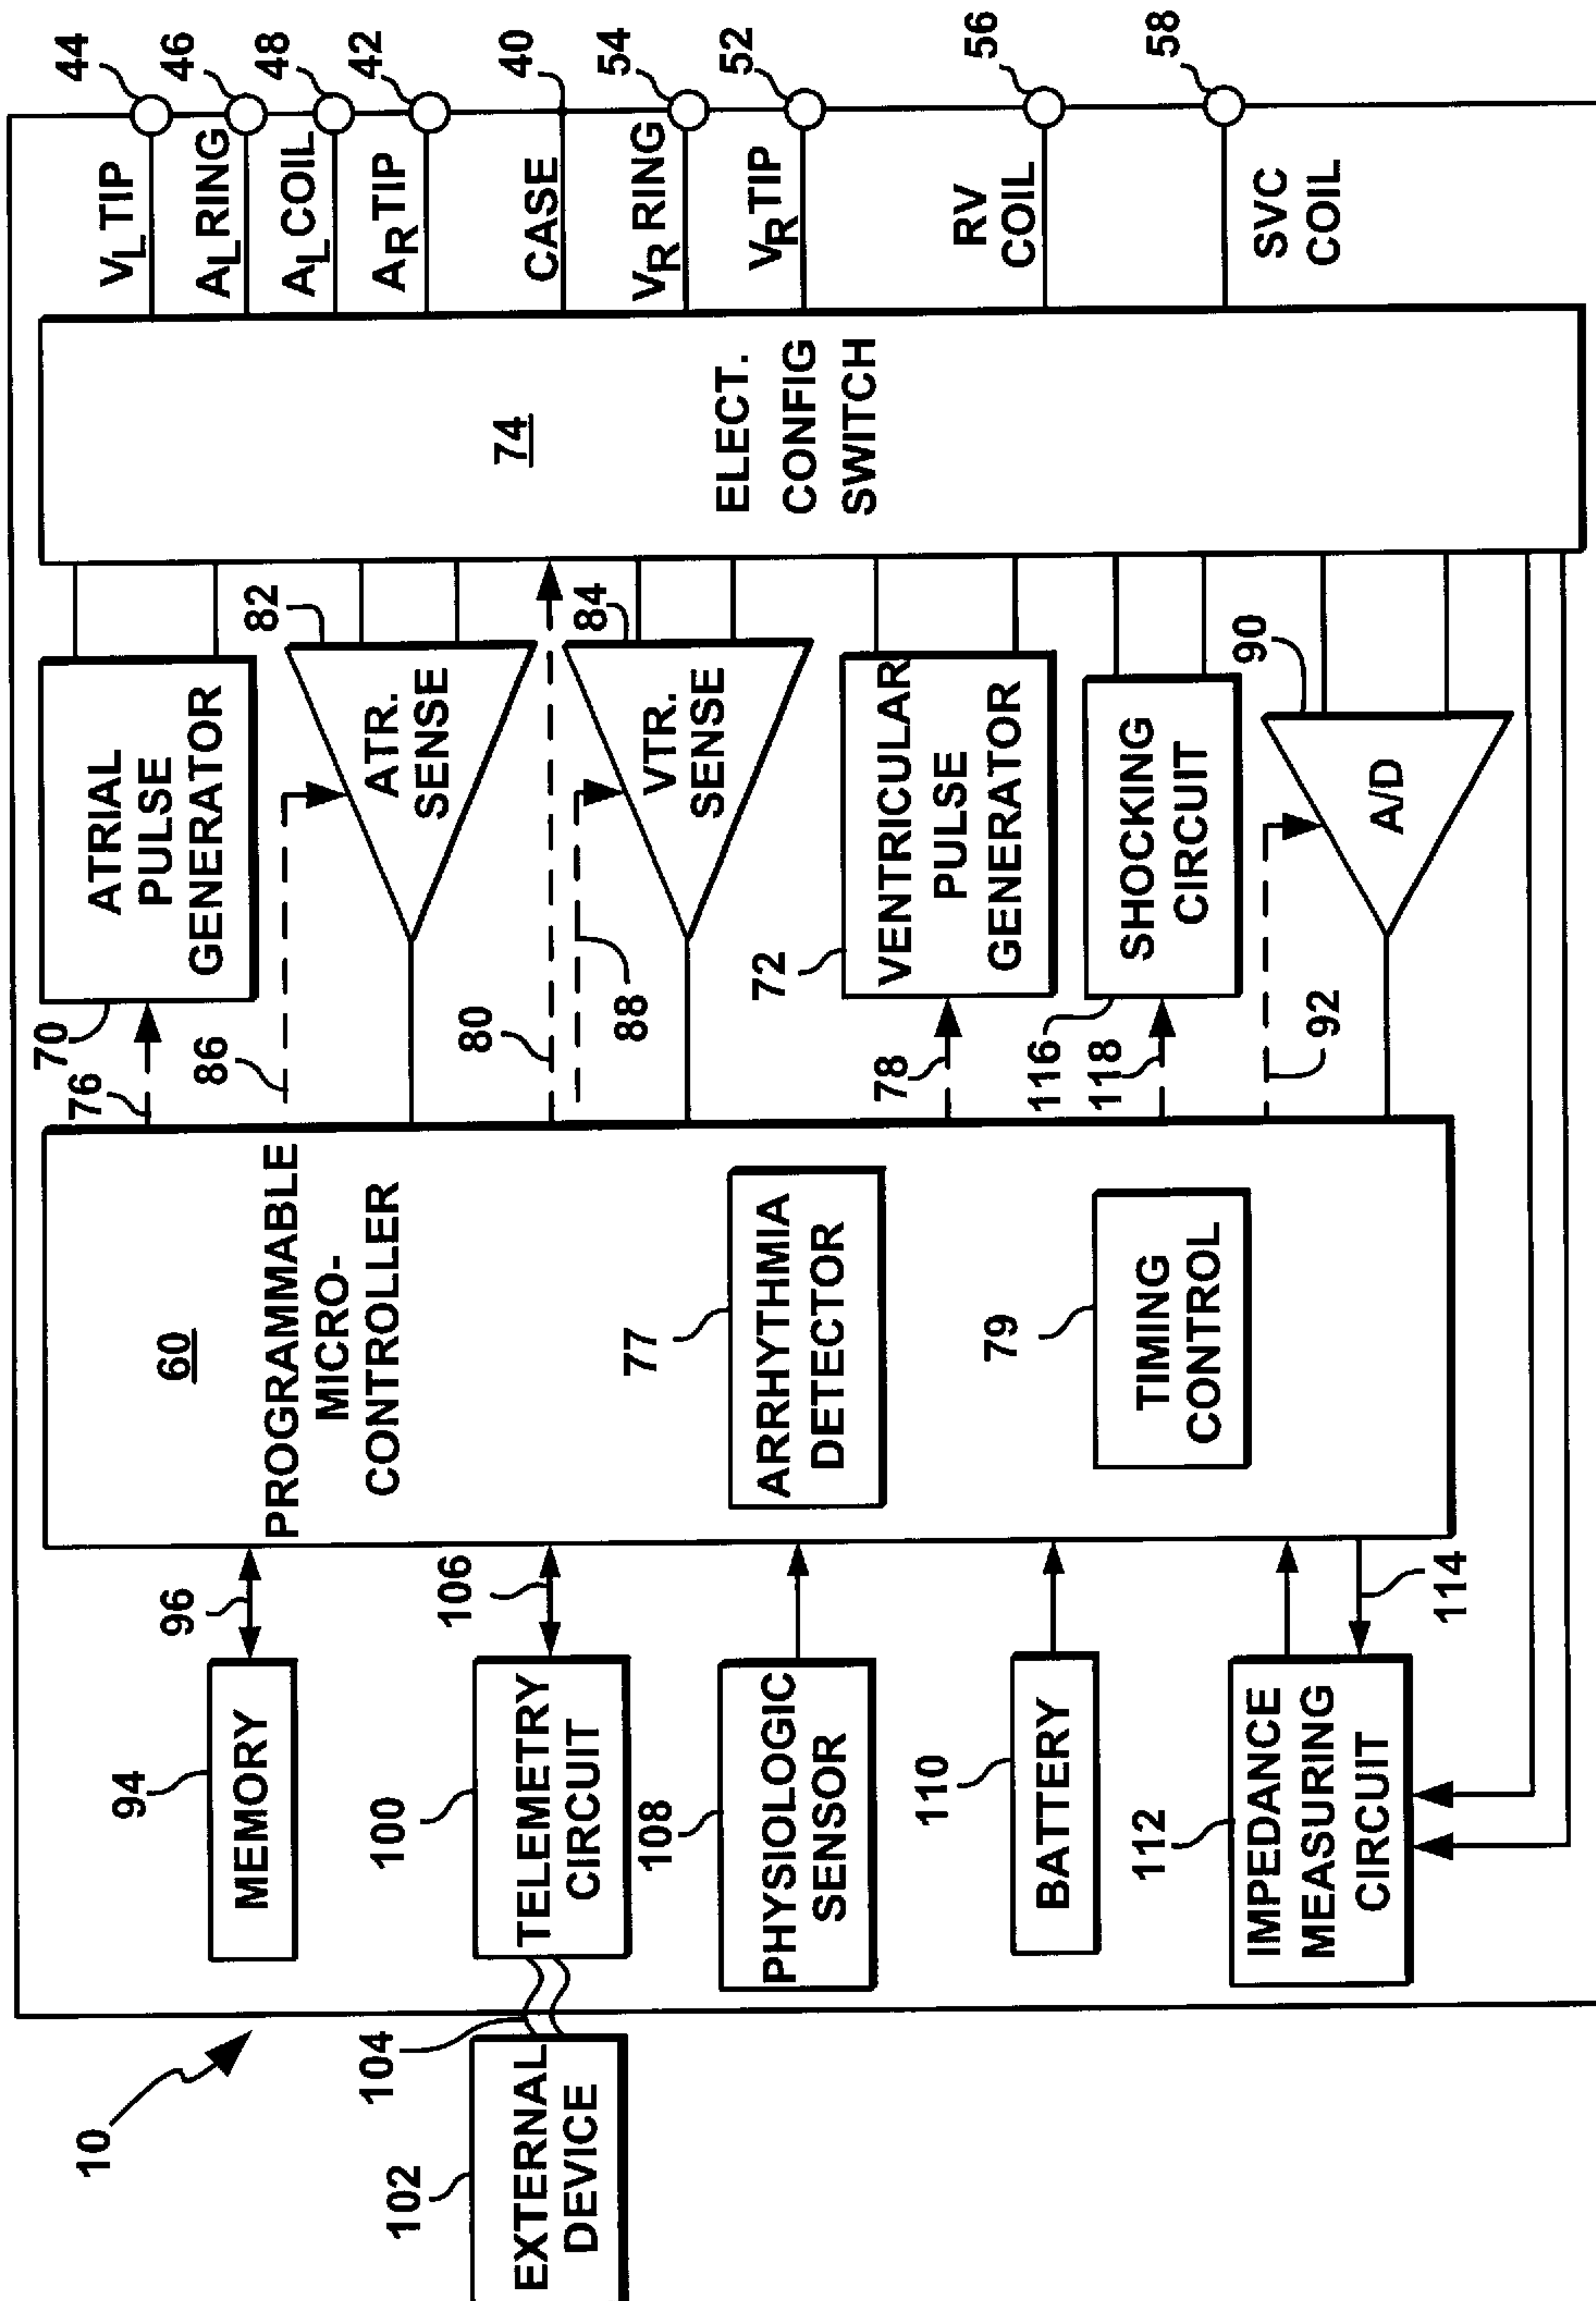 10
102
EXTERNAL
DEVICE
104
94
MEMORY
96
100
TELEMETRY
CIRCUIT
106
108
PHYSIOLOGIC
SENSOR
110
BATTERY
112
IMPEDANCE
MEASURING
CIRCUIT
114
60
PROGRAMMABLE
MICRO-
CONTROLLER
77
ARRHYTHMIA
DETECTOR
79
TIMING
CONTROL
70
76
ATRIAL
PULSE
GENERATOR
86
82
ATR.
SENSE
80
88
84
VTR.
SENSE
72
78
VENTRICULAR
PULSE
GENERATOR
116
118
SHOCKING
CIRCUIT
92
90
A/D
74
ELECT.
CONFIG
SWITCH
VL TIP
44
AL RING
46
AL COIL
48
AR TIP
42
CASE
40
VR RING
54
VR TIP
52
RV
COIL
56
SVC
COIL
58